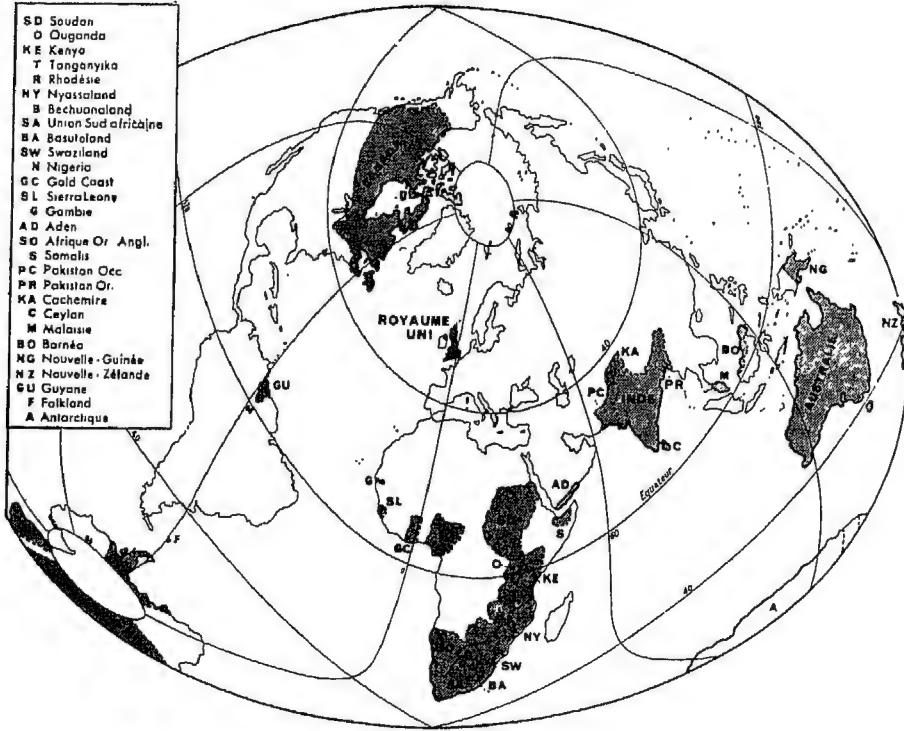 SD Soudan
O Ouganda
KE Kenya
T Tanganyika
R Rhodésie
NY Nyassaland
B Bechuanaland
SA Union Sud africaine
BA Basutoland
SW Swaziland
N Nigeria
GC Gold Coast
SL Sierra Leone
G Gambie
AD Aden
SO Afrique Or. Angl.
S Somalis
PC Pakistan Occ
PR Pakistan Or.
KA Cachemire
C Ceylan
M Malaisie
BO Bornéo
NG Nouvelle-Guinée
NZ Nouvelle-Zélande
GU Guyane
F Falkland
A Antarctique
NG
NZ
ROYAUME
UNI
KA
BO
PR
PC
M
INDE
AUSTRALIE
GU
C
G
AD
SL
Equateur
S
GC
F
O
KE
A
NY
SW
BA